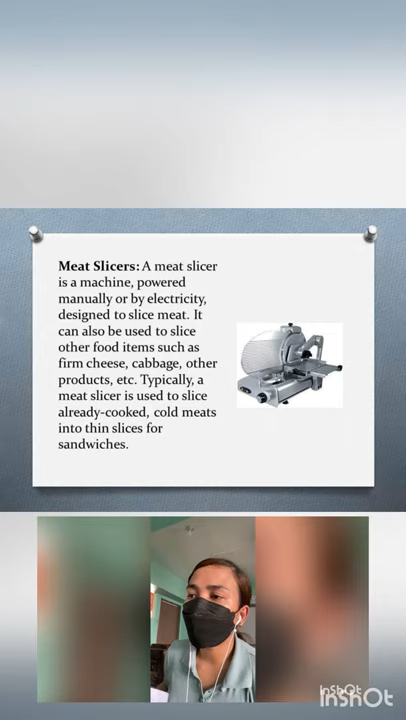 Meat Slicers: A meat slicer
is a machine, powered
manually or by electricity,
designed to slice meat. It
can also be used to slice
other food items such as
firm cheese, cabbage, other
products, etc. Typically, a
meat slicer is used to slice
already-cooked, cold meats
into thin slices for
sandwiches.
InShOt
InShOt